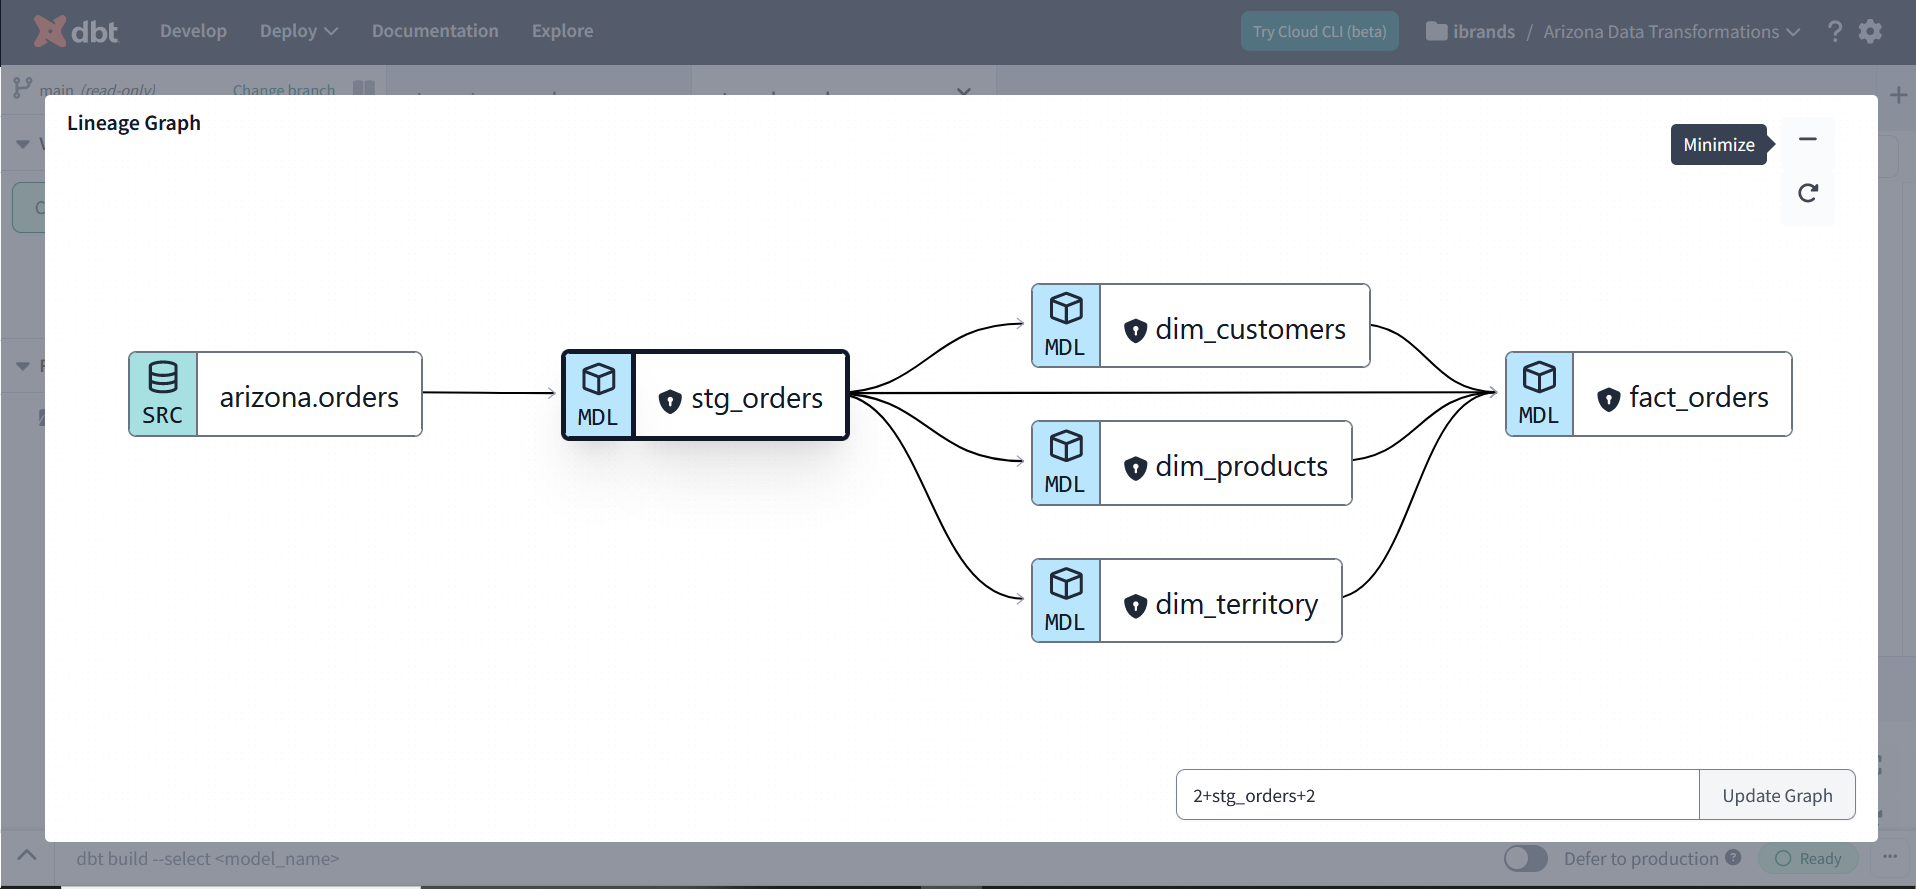 dbt Develop Deploy Documentation Explore Try Cloud CLI (beta) ibrands / Arizona Data Transformations ?
main (read-only) Change branch
Lineage Graph
Minimize
SRC arizona.orders
MDL stg_orders
MDL dim_customers
MDL dim_products
MDL dim_territory
MDL fact_orders
2+stg_orders+2 Update Graph
dbt build --select <model_name> Defer to production ? Ready ...